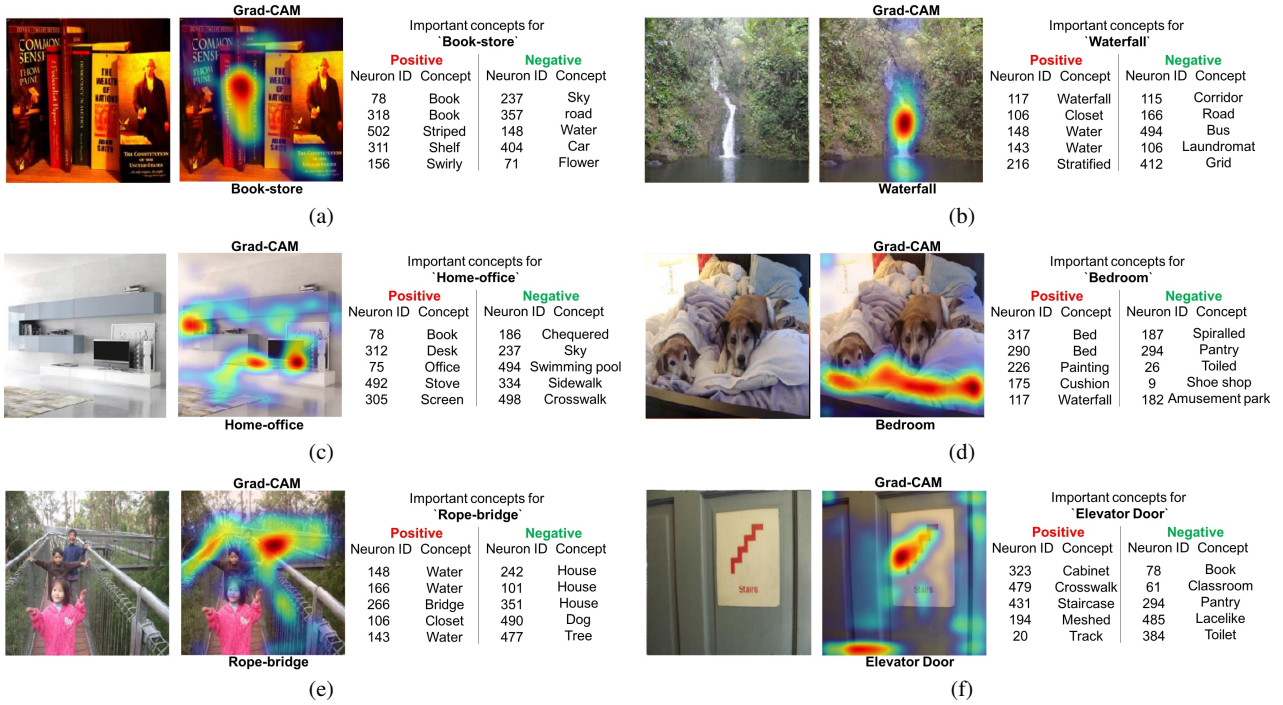 Grad-CAM
Important concepts for
`Book-store`
Positive Negative
Neuron ID Concept Neuron ID Concept
78 Book 237 Sky
318 Book 357 road
502 Striped 148 Water
311 Shelf 404 Car
156 Swirly 71 Flower
COMMON
SENSE
THOM
PAINE
THE
WEALTH
OF
NATIONS
ADAM
SMITH
THE CONSTITUTION
OF THE
UNITED STATES
Book-store
(a)
Grad-CAM
Important concepts for
`Waterfall`
Positive Negative
Neuron ID Concept Neuron ID Concept
117 Waterfall 115 Corridor
106 Closet 166 Road
148 Water 494 Bus
143 Water 106 Laundromat
216 Stratified 412 Grid
Waterfall
(b)
Grad-CAM
Important concepts for
`Home-office`
Positive Negative
Neuron ID Concept Neuron ID Concept
78 Book 186 Chequered
312 Desk 237 Sky
75 Office 494 Swimming pool
492 Stove 334 Sidewalk
305 Screen 498 Crosswalk
Home-office
(c)
Grad-CAM
Important concepts for
`Bedroom`
Positive Negative
Neuron ID Concept Neuron ID Concept
317 Bed 187 Spiralled
290 Bed 294 Pantry
226 Painting 26 Toiled
175 Cushion 9 Shoe shop
117 Waterfall 182 Amusement park
Bedroom
(d)
Grad-CAM
Important concepts for
`Rope-bridge`
Positive Negative
Neuron ID Concept Neuron ID Concept
148 Water 242 House
166 Water 101 House
266 Bridge 351 House
106 Closet 490 Dog
143 Water 477 Tree
Rope-bridge
(e)
Grad-CAM
Important concepts for
`Elevator Door`
Positive Negative
Neuron ID Concept Neuron ID Concept
323 Cabinet 78 Book
479 Crosswalk 61 Classroom
431 Staircase 294 Pantry
194 Meshed 485 Lacelike
20 Track 384 Toilet
Stairs
Stairs
Elevator Door
(f)